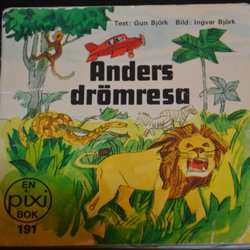 Text: Gun Björk Bild: Ingvar Björk
Anders
drömresa
EN
pixi
BOK
191